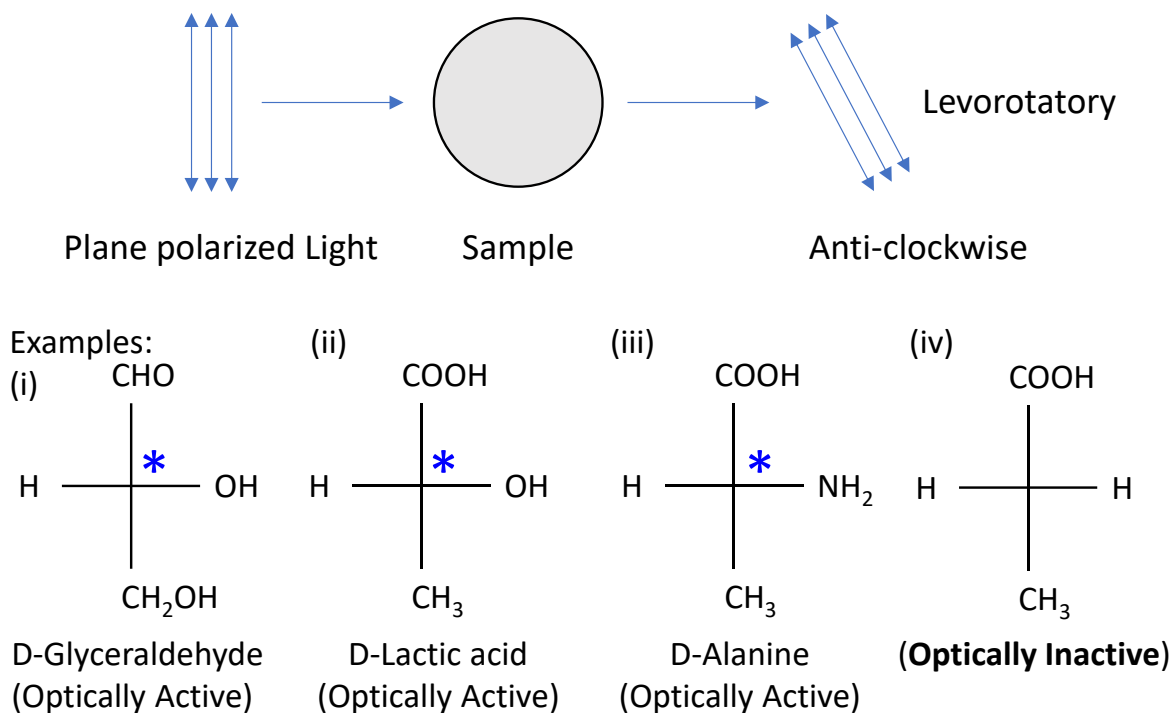 Levorotatory
Plane polarized Light Sample Anti-clockwise
Examples:
(i) (ii) (iii) (iv)
CHO COOH COOH COOH
* * *
H OH H OH H NH₂ H H
CH₂OH CH₃ CH₃ CH₃
D-Glyceraldehyde D-Lactic acid D-Alanine (Optically Inactive)
(Optically Active) (Optically Active) (Optically Active)